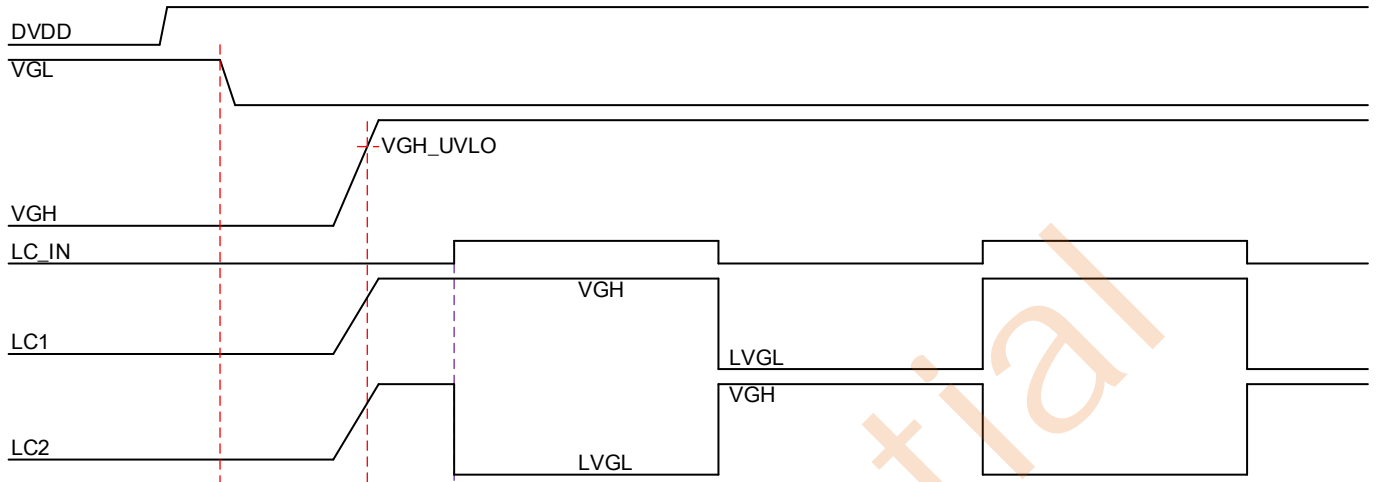 DVDD
VGL
VGH_UVLO
VGH
LC_IN
VGH
LC1
LVGL
VGH
LC2
LVGL
tial